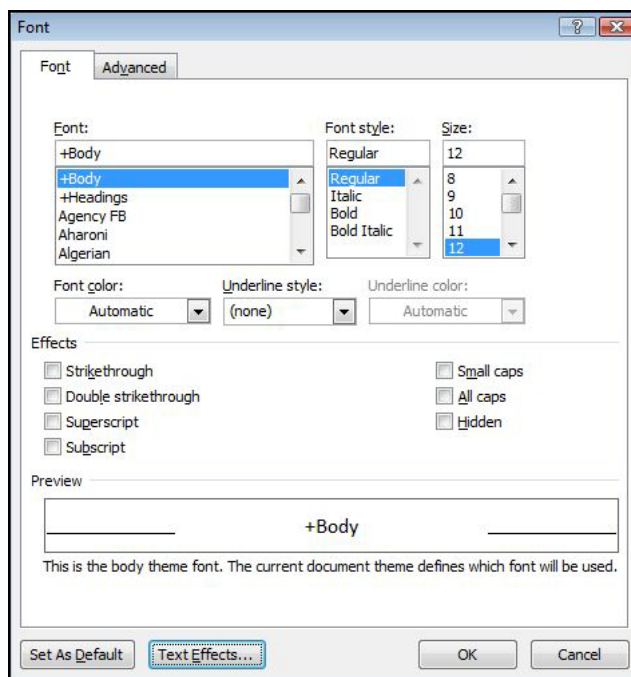 Font
Font Advanced
Font: Font style: Size:
+Body Regular 12
+Body Regular 8
+Headings Italic 9
Agency FB Bold 10
Aharoni Bold Italic 11
Algerian 12
Font color: Underline style: Underline color:
Automatic (none) Automatic
Effects
Strikethrough Small caps
Double strikethrough All caps
Superscript Hidden
Subscript
Preview
+Body
This is the body theme font. The current document theme defines which font will be used.
Set As Default Text Effects... OK Cancel